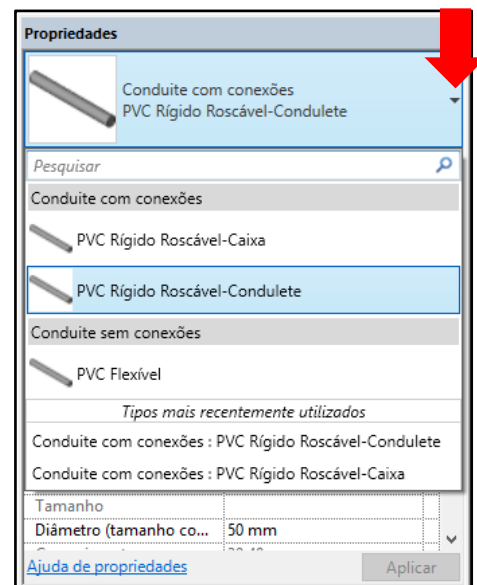 Propriedades
Conduite com conexões
PVC Rígido Roscável-Condulete
Pesquisar
Conduite com conexões
PVC Rígido Roscável-Caixa
PVC Rígido Roscável-Condulete
Conduite sem conexões
PVC Flexível
Tipos mais recentemente utilizados
Conduite com conexões : PVC Rígido Roscável-Condulete
Conduite com conexões : PVC Rígido Roscável-Caixa
Tamanho
Diâmetro (tamanho co... 50 mm
Ajuda de propriedades
Aplicar